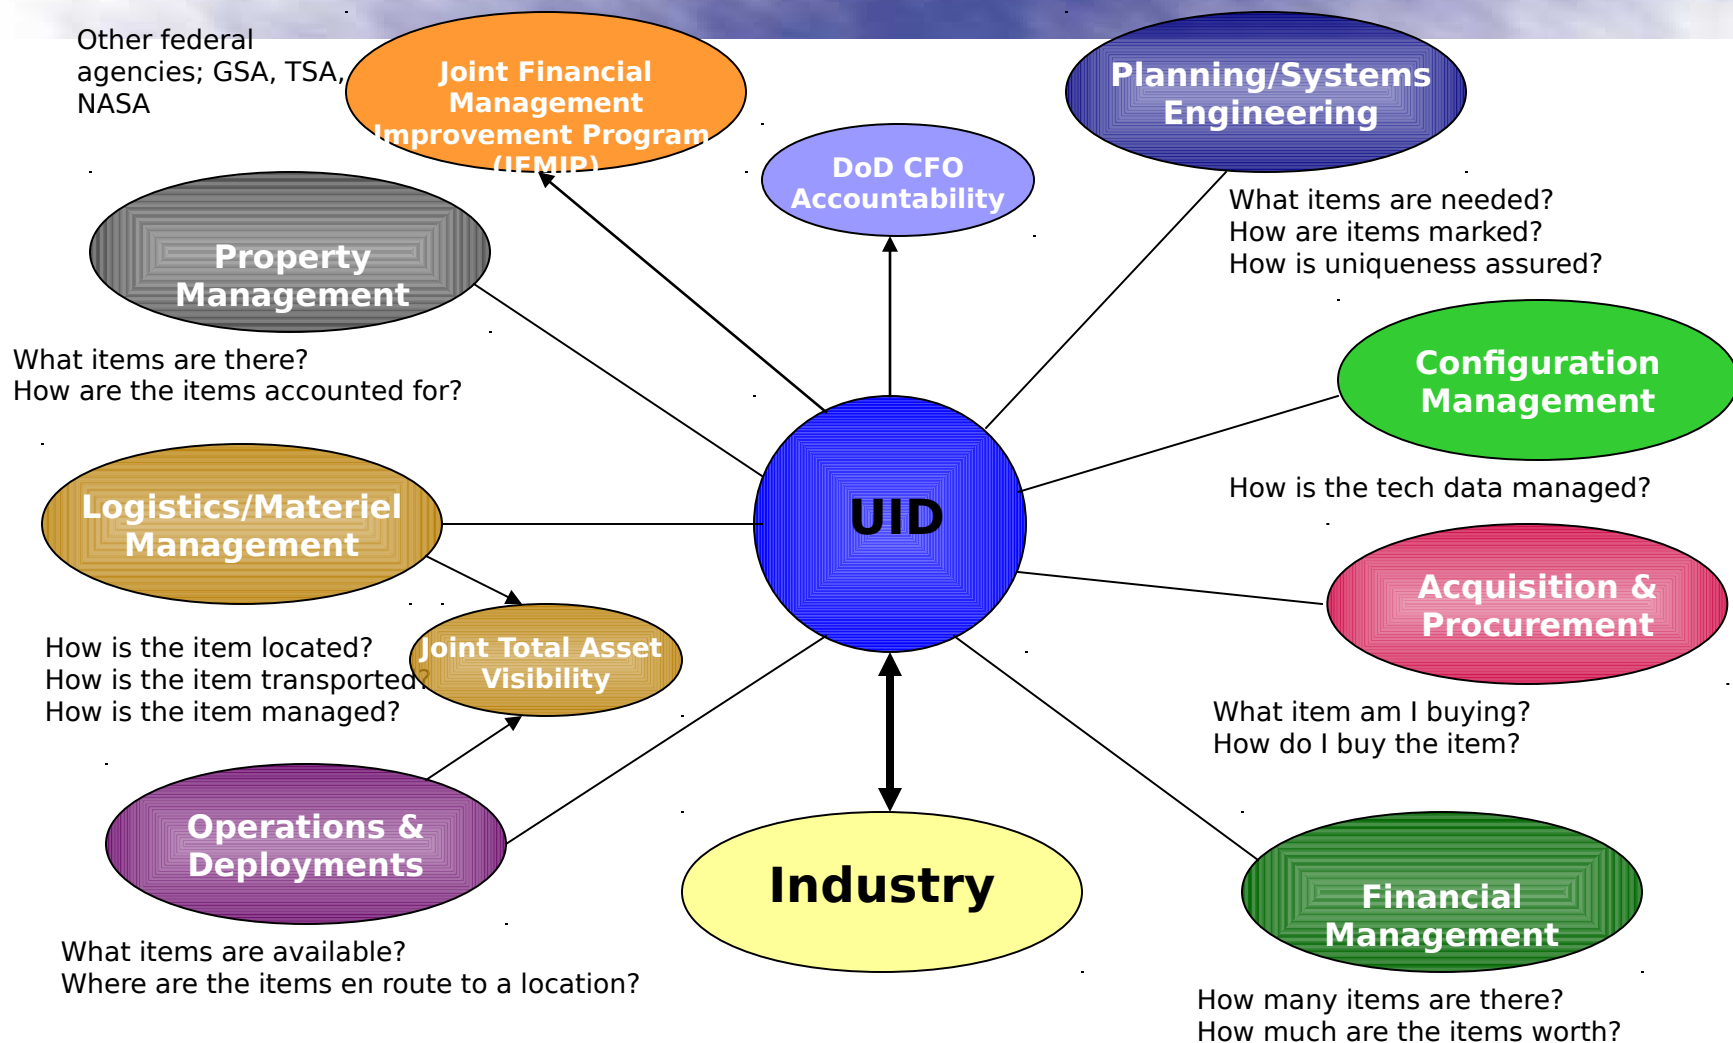 Other federal
agencies; GSA, TSA,
NASA
Joint Financial
Management
Improvement Program
(JFMIP)
DoD CFO
Accountability
Planning/Systems
Engineering
What items are needed?
How are items marked?
How is uniqueness assured?
Property
Management
What items are there?
How are the items accounted for?
Configuration
Management
How is the tech data managed?
Logistics/Materiel
Management
UID
Acquisition &
Procurement
How is the item located?
How is the item transported?
How is the item managed?
Joint Total Asset
Visibility
What item am I buying?
How do I buy the item?
Operations &
Deployments
What items are available?
Where are the items en route to a location?
Industry
Financial
Management
How many items are there?
How much are the items worth?